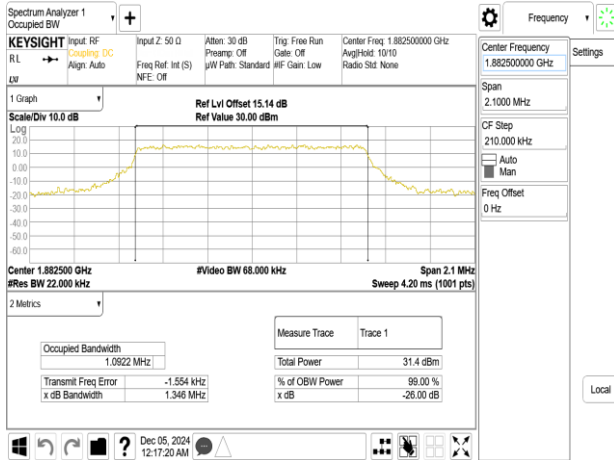 Spectrum Analyzer 1
Occupied BW
Frequency
KEYSIGHT
Input: RF
Coupling: DC
Align: Auto
RL
LXI
Input Z: 50 Ω
Freq Ref: Int (S)
NFE: Off
Atten: 30 dB
Preamp: Off
µW Path: Standard
Trig: Free Run
Gate: Off
#IF Gain: Low
Center Freq: 1.882500000 GHz
Avg|Hold: 10/10
Radio Std: None
Center Frequency
1.882500000 GHz
Settings
Span
2.1000 MHz
CF Step
210.000 kHz
Auto
Man
Freq Offset
0 Hz
Local
1 Graph
Scale/Div 10.0 dB
Ref Lvl Offset 15.14 dB
Ref Value 30.00 dBm
Log
20.0
10.0
0.00
-10.0
-20.0
-30.0
-40.0
-50.0
-60.0
Center 1.882500 GHz
#Video BW 68.000 kHz
Span 2.1 MHz
#Res BW 22.000 kHz
Sweep 4.20 ms (1001 pts)
2 Metrics
Measure Trace
Trace 1
Occupied Bandwidth
1.0922 MHz
Total Power
31.4 dBm
Transmit Freq Error
-1.554 kHz
% of OBW Power
99.00 %
x dB Bandwidth
1.346 MHz
x dB
-26.00 dB
?
Dec 05, 2024
12:17:20 AM